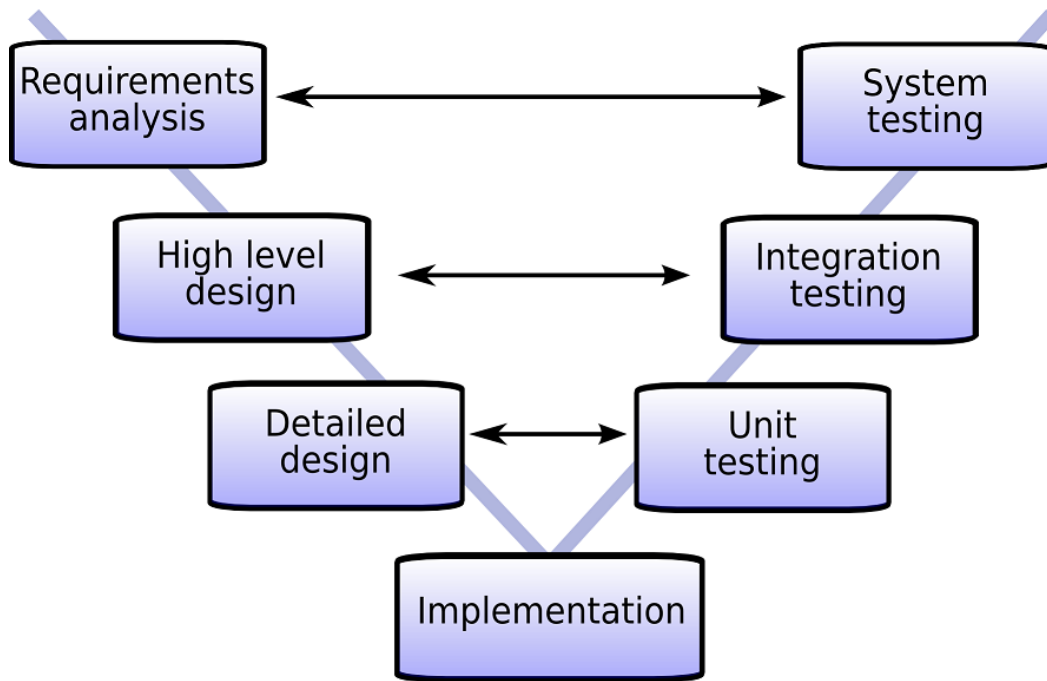 Requirements
analysis
System
testing
High level
design
Integration
testing
Detailed
design
Unit
testing
Implementation